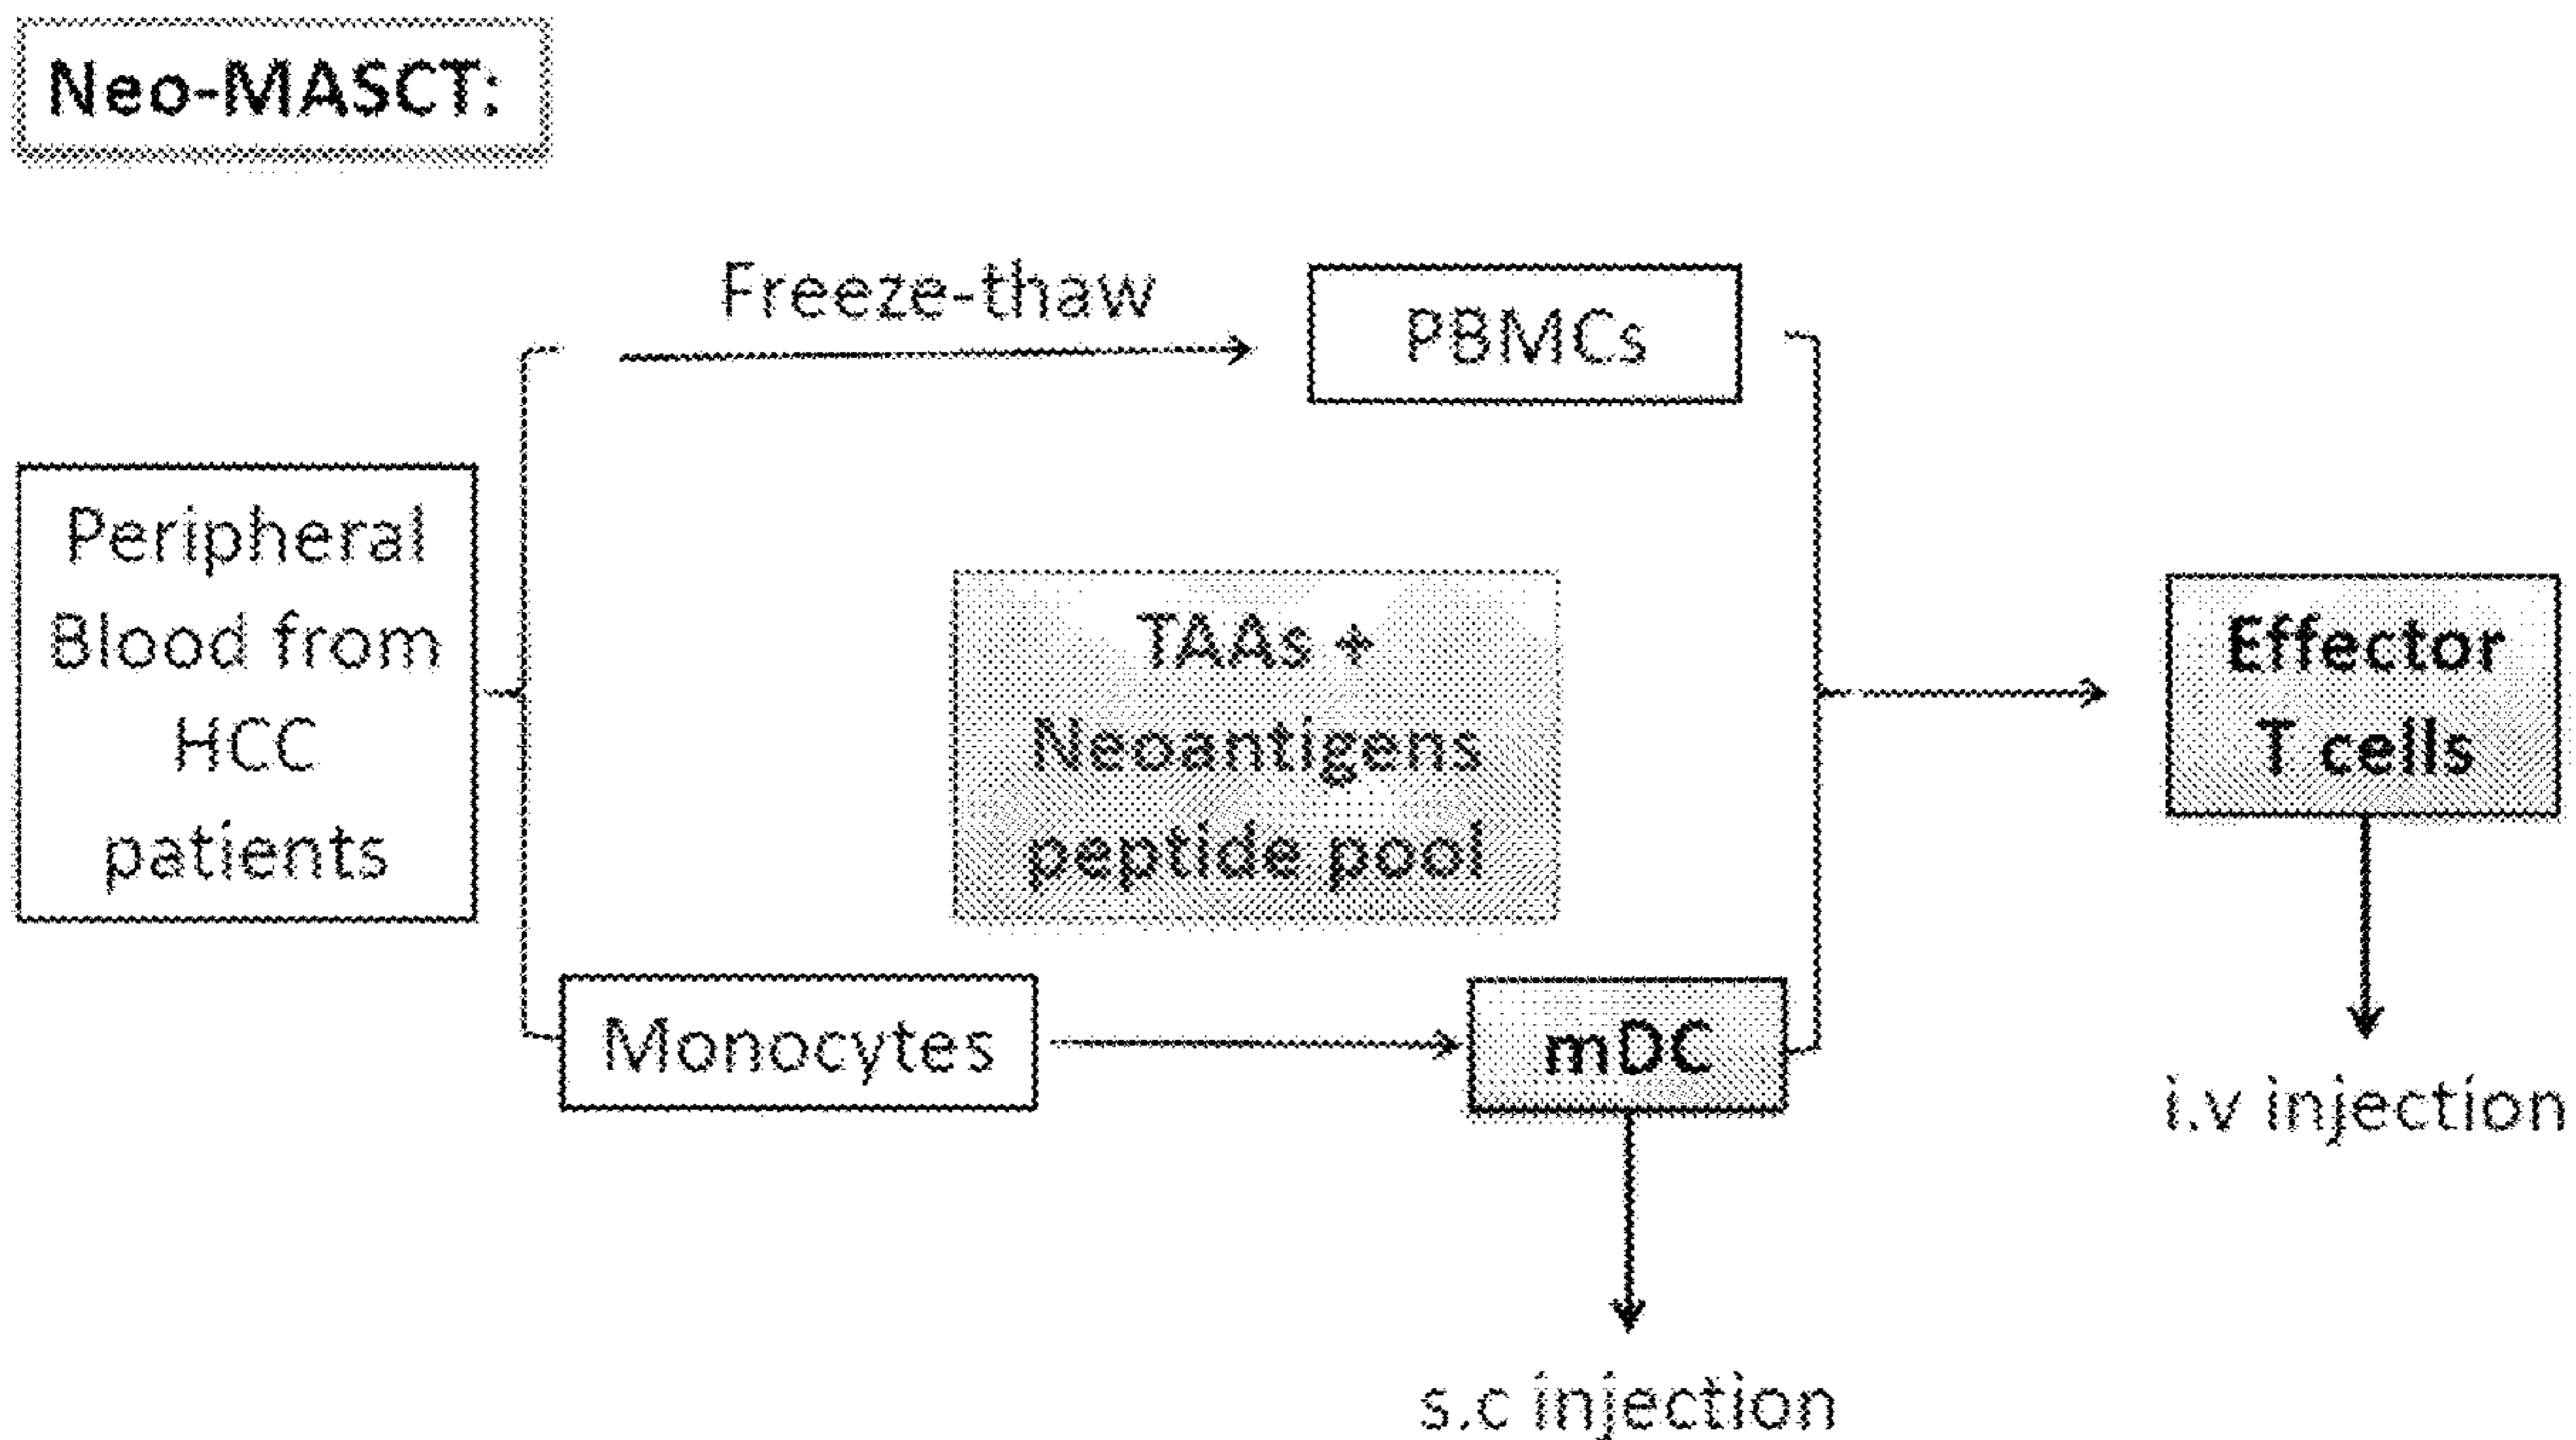 Neo-MASCT:
Freeze-thaw
PBMCs
Peripheral
Blood from
HCC
patients
TAAs +
Neoantigens
peptide pool
Effector
T cells
Monocytes
mDC
i.v injection
s.c injection